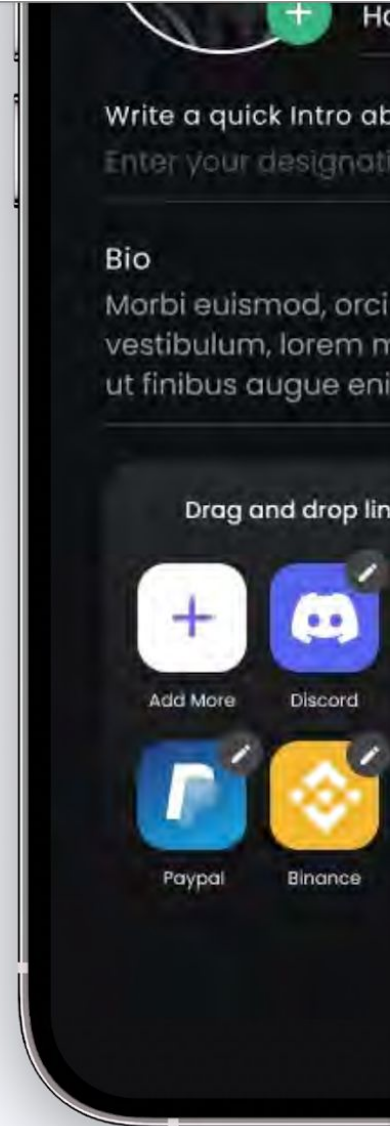 Ha
Write a quick Intro ab
Enter your designati
Bio
Morbi euismod, orci
vestibulum, lorem m
ut finibus augue eni
Drag and drop lin
Add More Discord
Paypal Binance